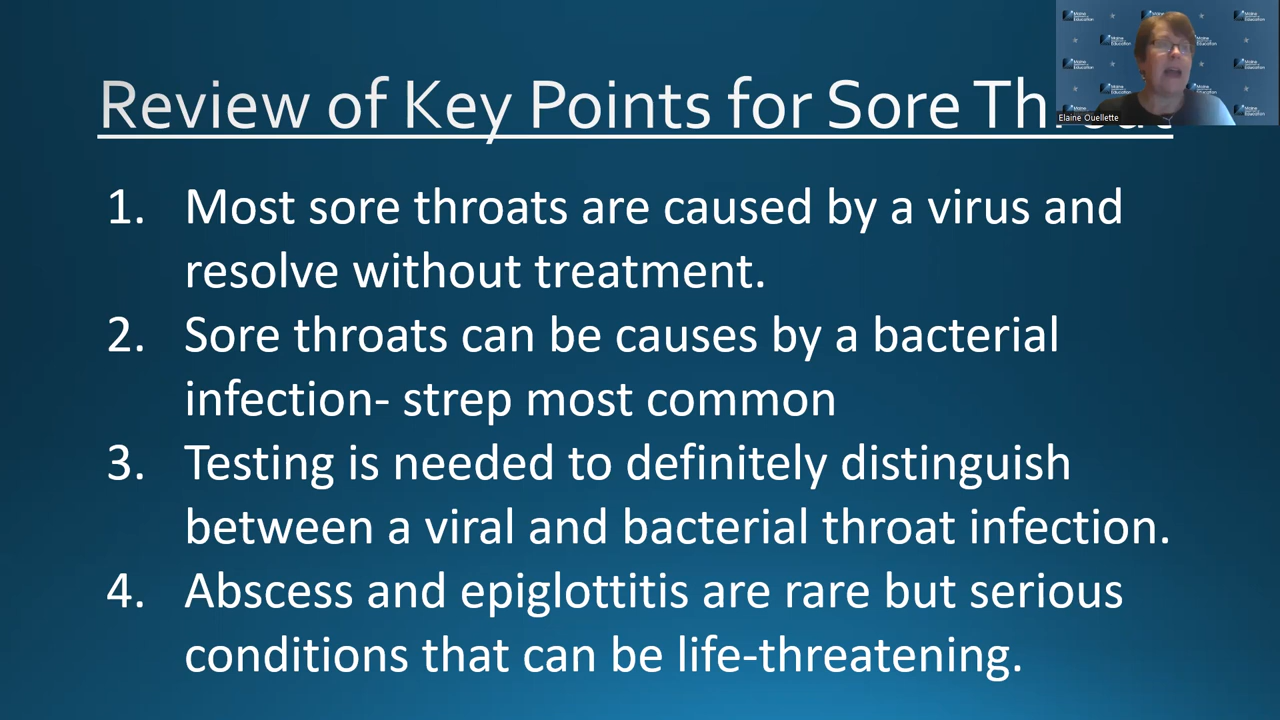 Review of Key Points for Sore Throat
Elaine Ouellette
1. Most sore throats are caused by a virus and
resolve without treatment.
2. Sore throats can be causes by a bacterial
infection- strep most common
3. Testing is needed to definitely distinguish
between a viral and bacterial throat infection.
4. Abscess and epiglottitis are rare but serious
conditions that can be life-threatening.